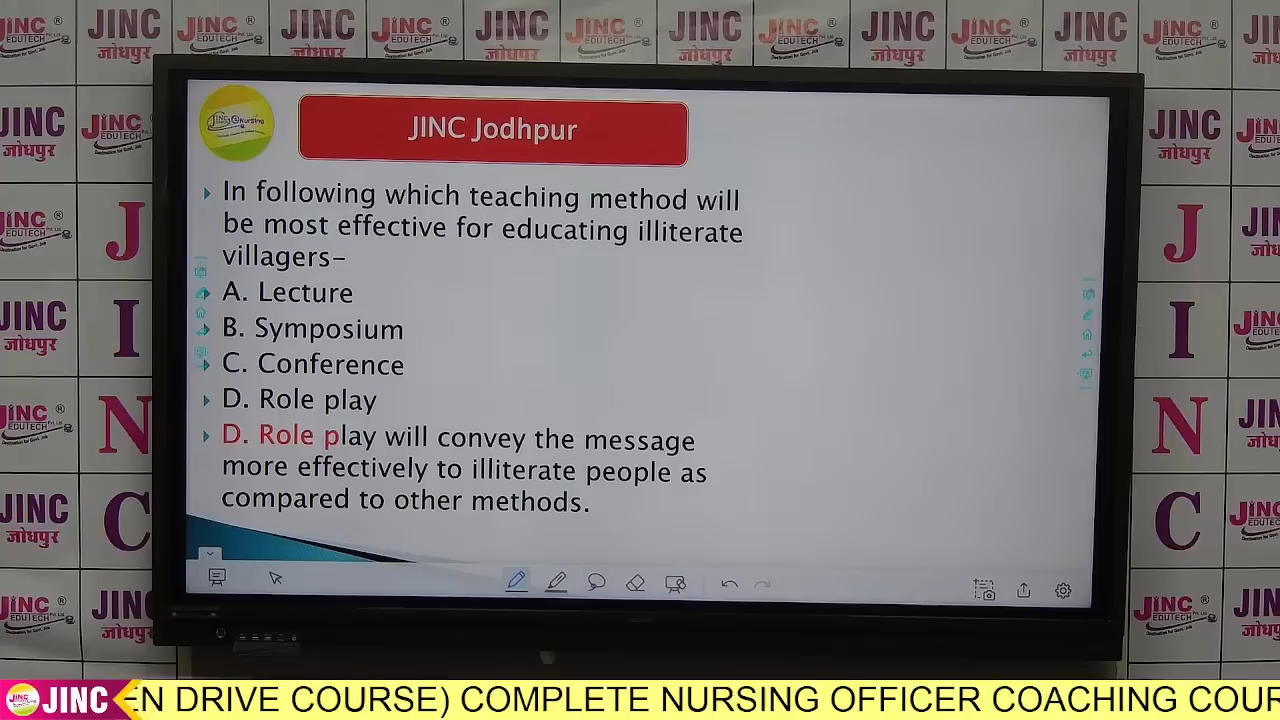 JINC Jodhpur
In following which teaching method will
be most effective for educating illiterate
villagers-
A. Lecture
B. Symposium
C. Conference
D. Role play
D. Role play will convey the message
more effectively to illiterate people as
compared to other methods.
JINC
EDUTECH
जोधपुर
J
I
N
C
J
I
N
C
JINC EN DRIVE COURSE) COMPLETE NURSING OFFICER COACHING COUR